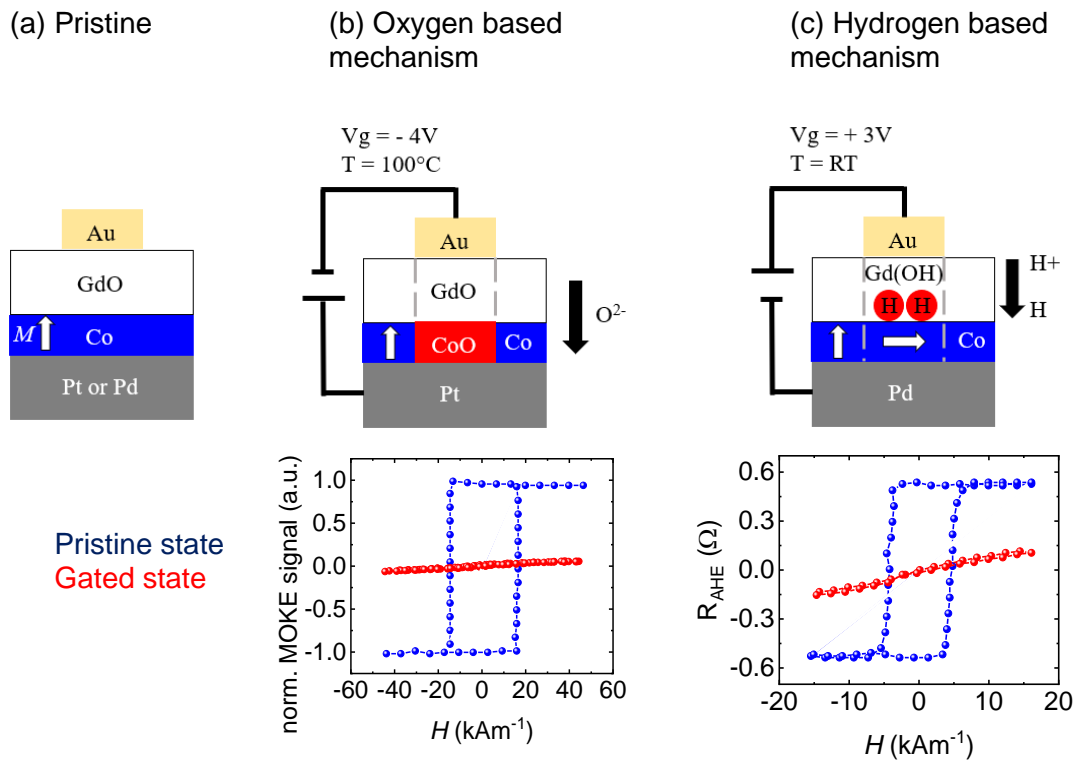 (a) Pristine
(b) Oxygen based
mechanism
(c) Hydrogen based
mechanism
Au
GdO
M
Co
Pt or Pd
Vg = - 4V
T = 100°C
Au
GdO
CoO
Co
Pt
O²⁻
Vg = + 3V
T = RT
Au
Gd(OH)
H H
Co
Pd
H+
H
Pristine state
Gated state
norm. MOKE signal (a.u.)
1.0
0.5
0.0
-0.5
-1.0
-60 -40 -20 0 20 40 60
H (kAm⁻¹)
R_AHE (Ω)
0.6
0.3
0.0
-0.3
-0.6
-20 -10 0 10 20
H (kAm⁻¹)